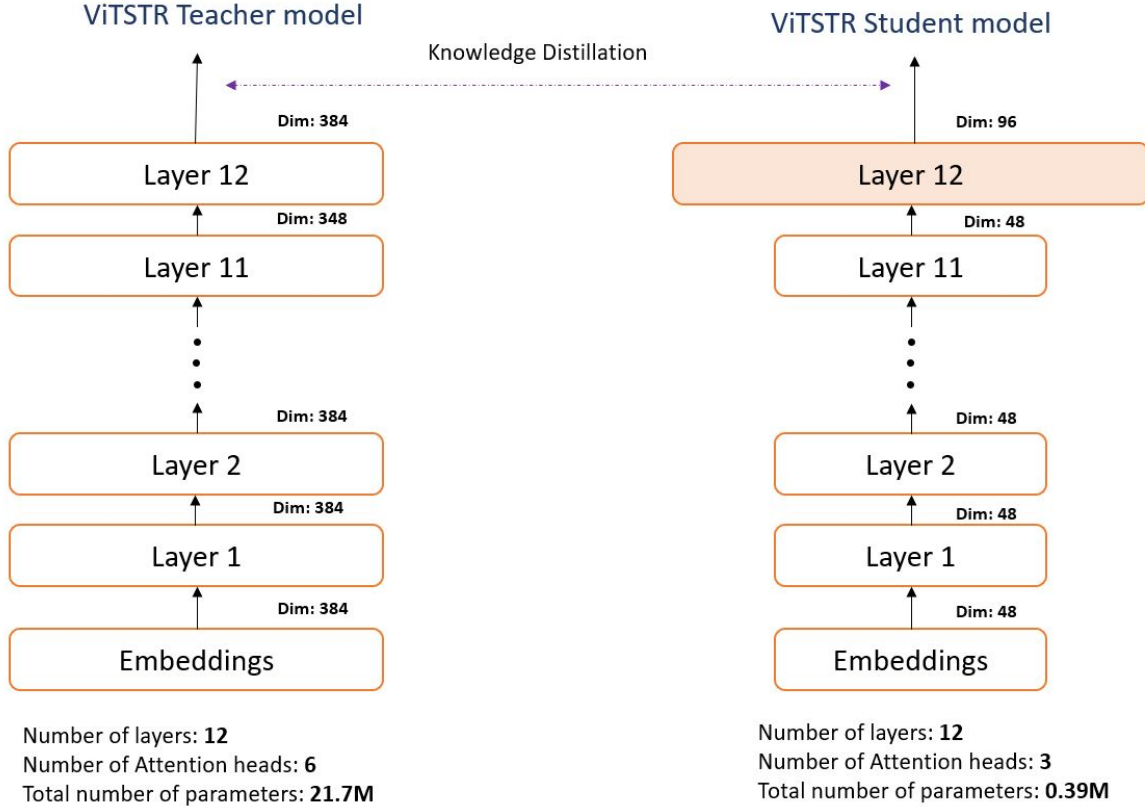 ViTSTR Teacher model
Knowledge Distillation
ViTSTR Student model
Dim: 384
Layer 12
Dim: 348
Layer 11
Dim: 384
Layer 2
Dim: 384
Layer 1
Dim: 384
Embeddings
Number of layers: 12
Number of Attention heads: 6
Total number of parameters: 21.7M
Dim: 96
Layer 12
Dim: 48
Layer 11
Dim: 48
Layer 2
Dim: 48
Layer 1
Dim: 48
Embeddings
Number of layers: 12
Number of Attention heads: 3
Total number of parameters: 0.39M